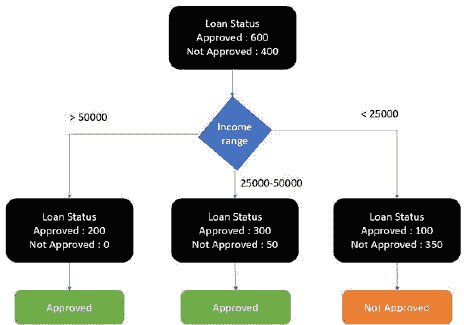 Loan Status
Approved : 600
Not Approved : 400
> 50000
Income
range
< 25000
25000-50000
Loan Status
Approved : 200
Not Approved : 0
Loan Status
Approved : 300
Not Approved : 50
Loan Status
Approved : 100
Not Approved : 350
Approved
Approved
Not Approved